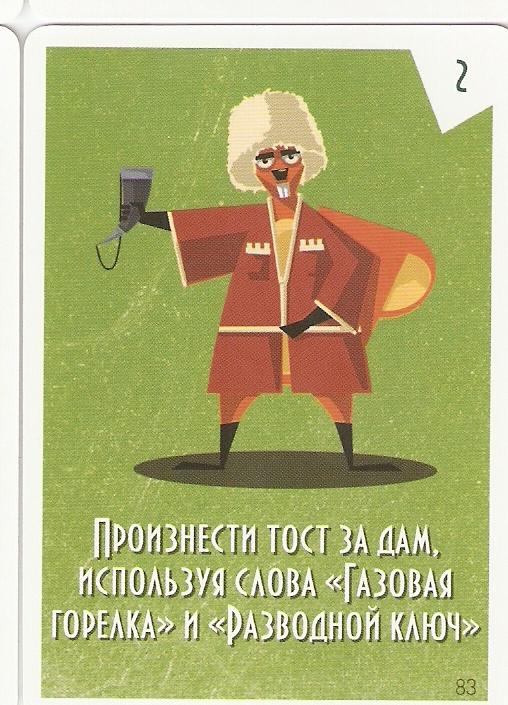 2
Произнести тост за дам,
используя слова «Газовая
горелка» и «Разводной ключ»
83